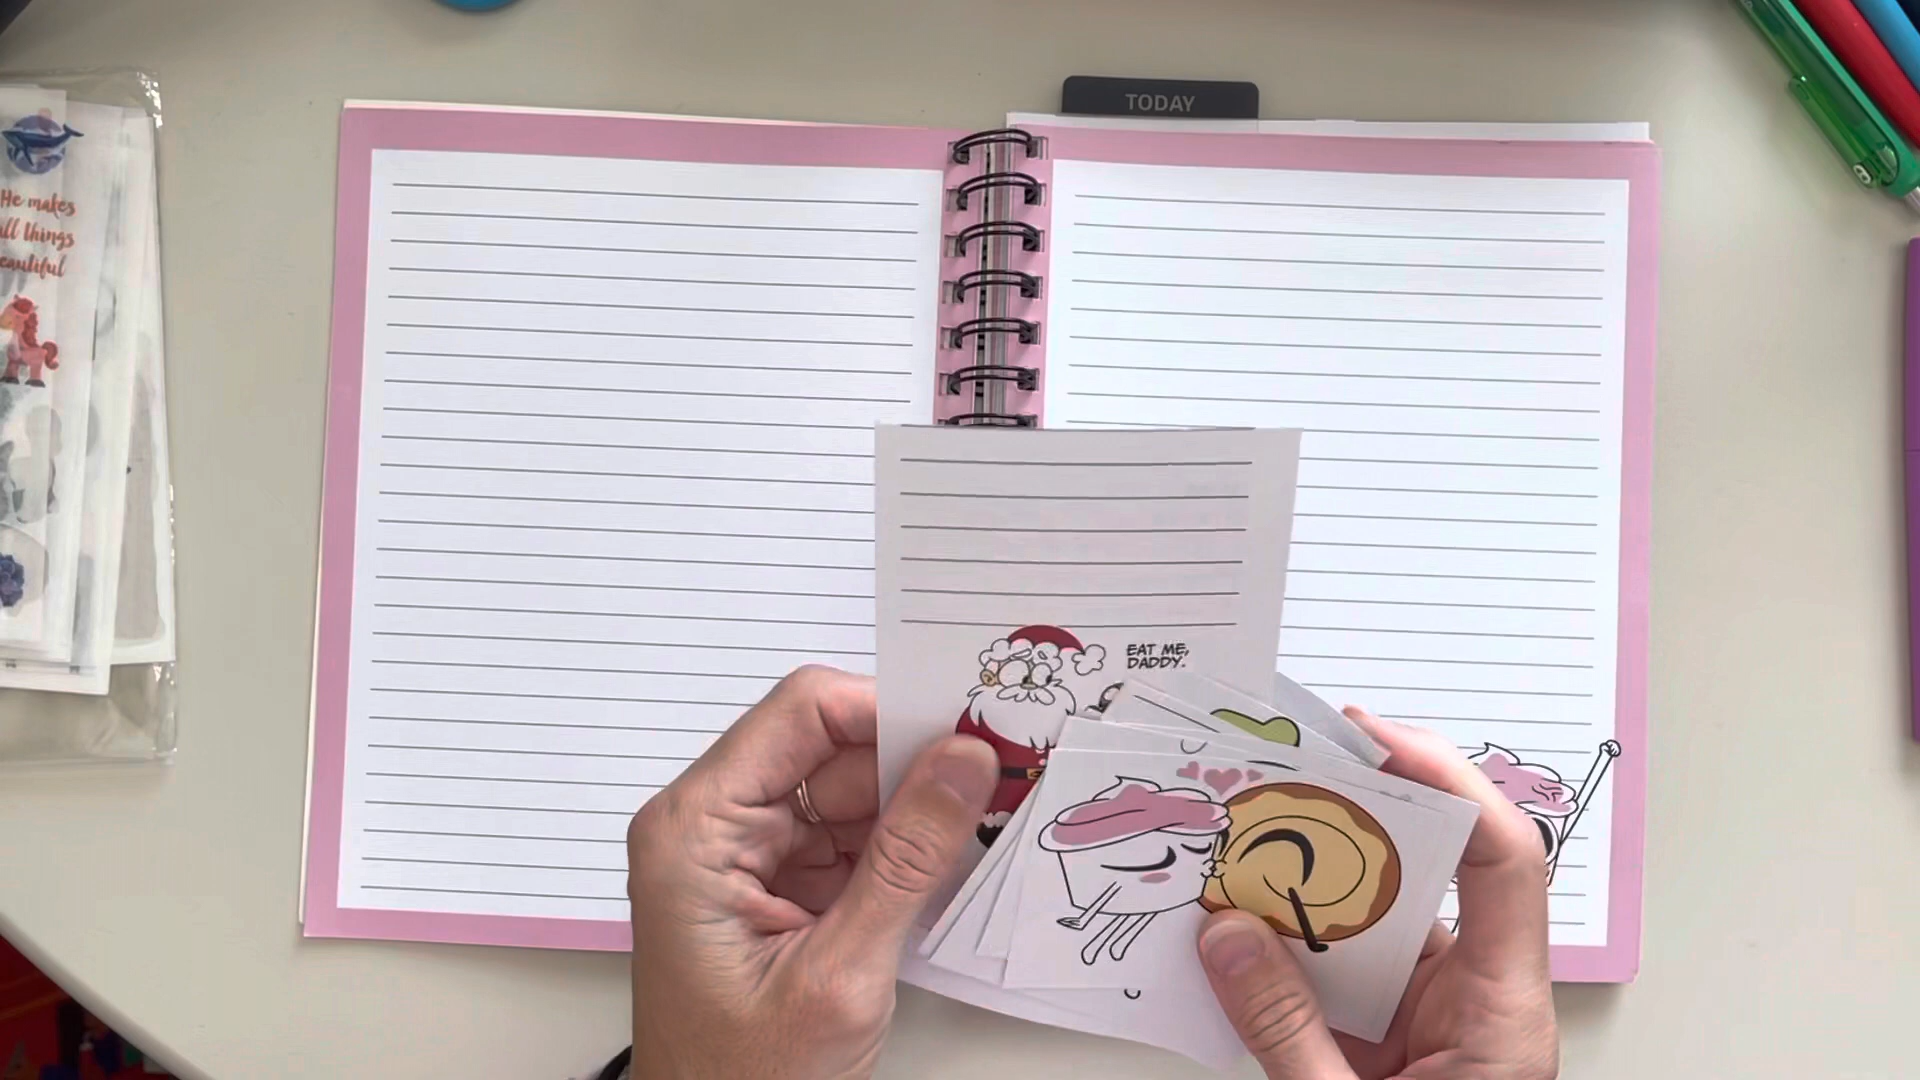 TODAY
He makes
all things
beautiful
EAT ME,
DADDY.